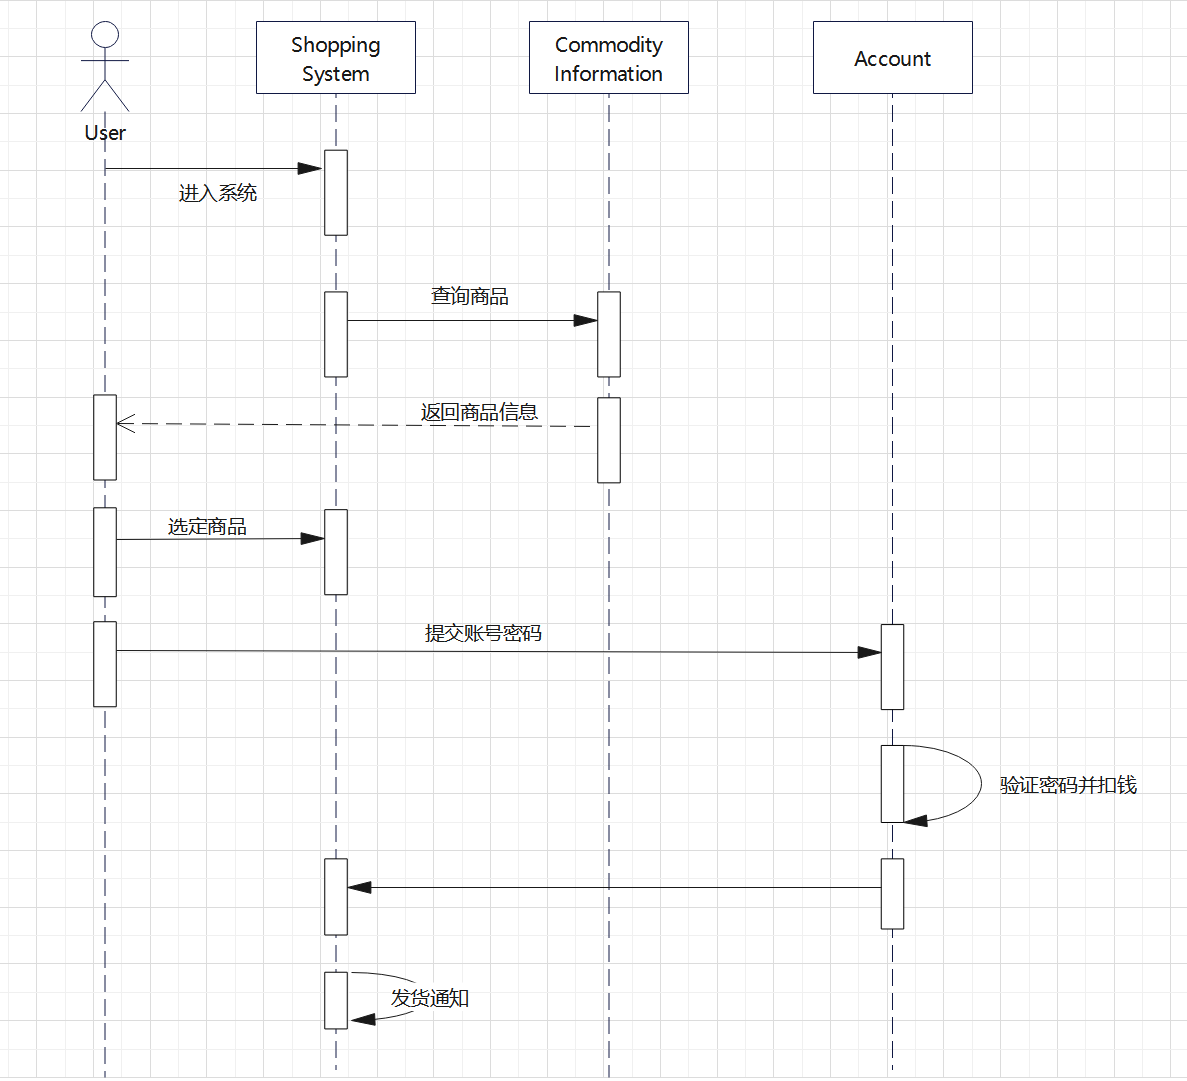 Shopping
System
Commodity
Information
Account
User
进入系统
查询商品
返回商品信息
选定商品
提交账号密码
验证密码并扣钱
发货通知